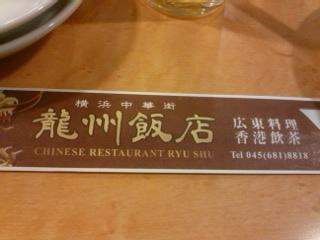 横浜中華街
龍州飯店
CHINESE RESTAURANT RYU SHU
広東料理
香港飲茶
Tel 045(681)8818